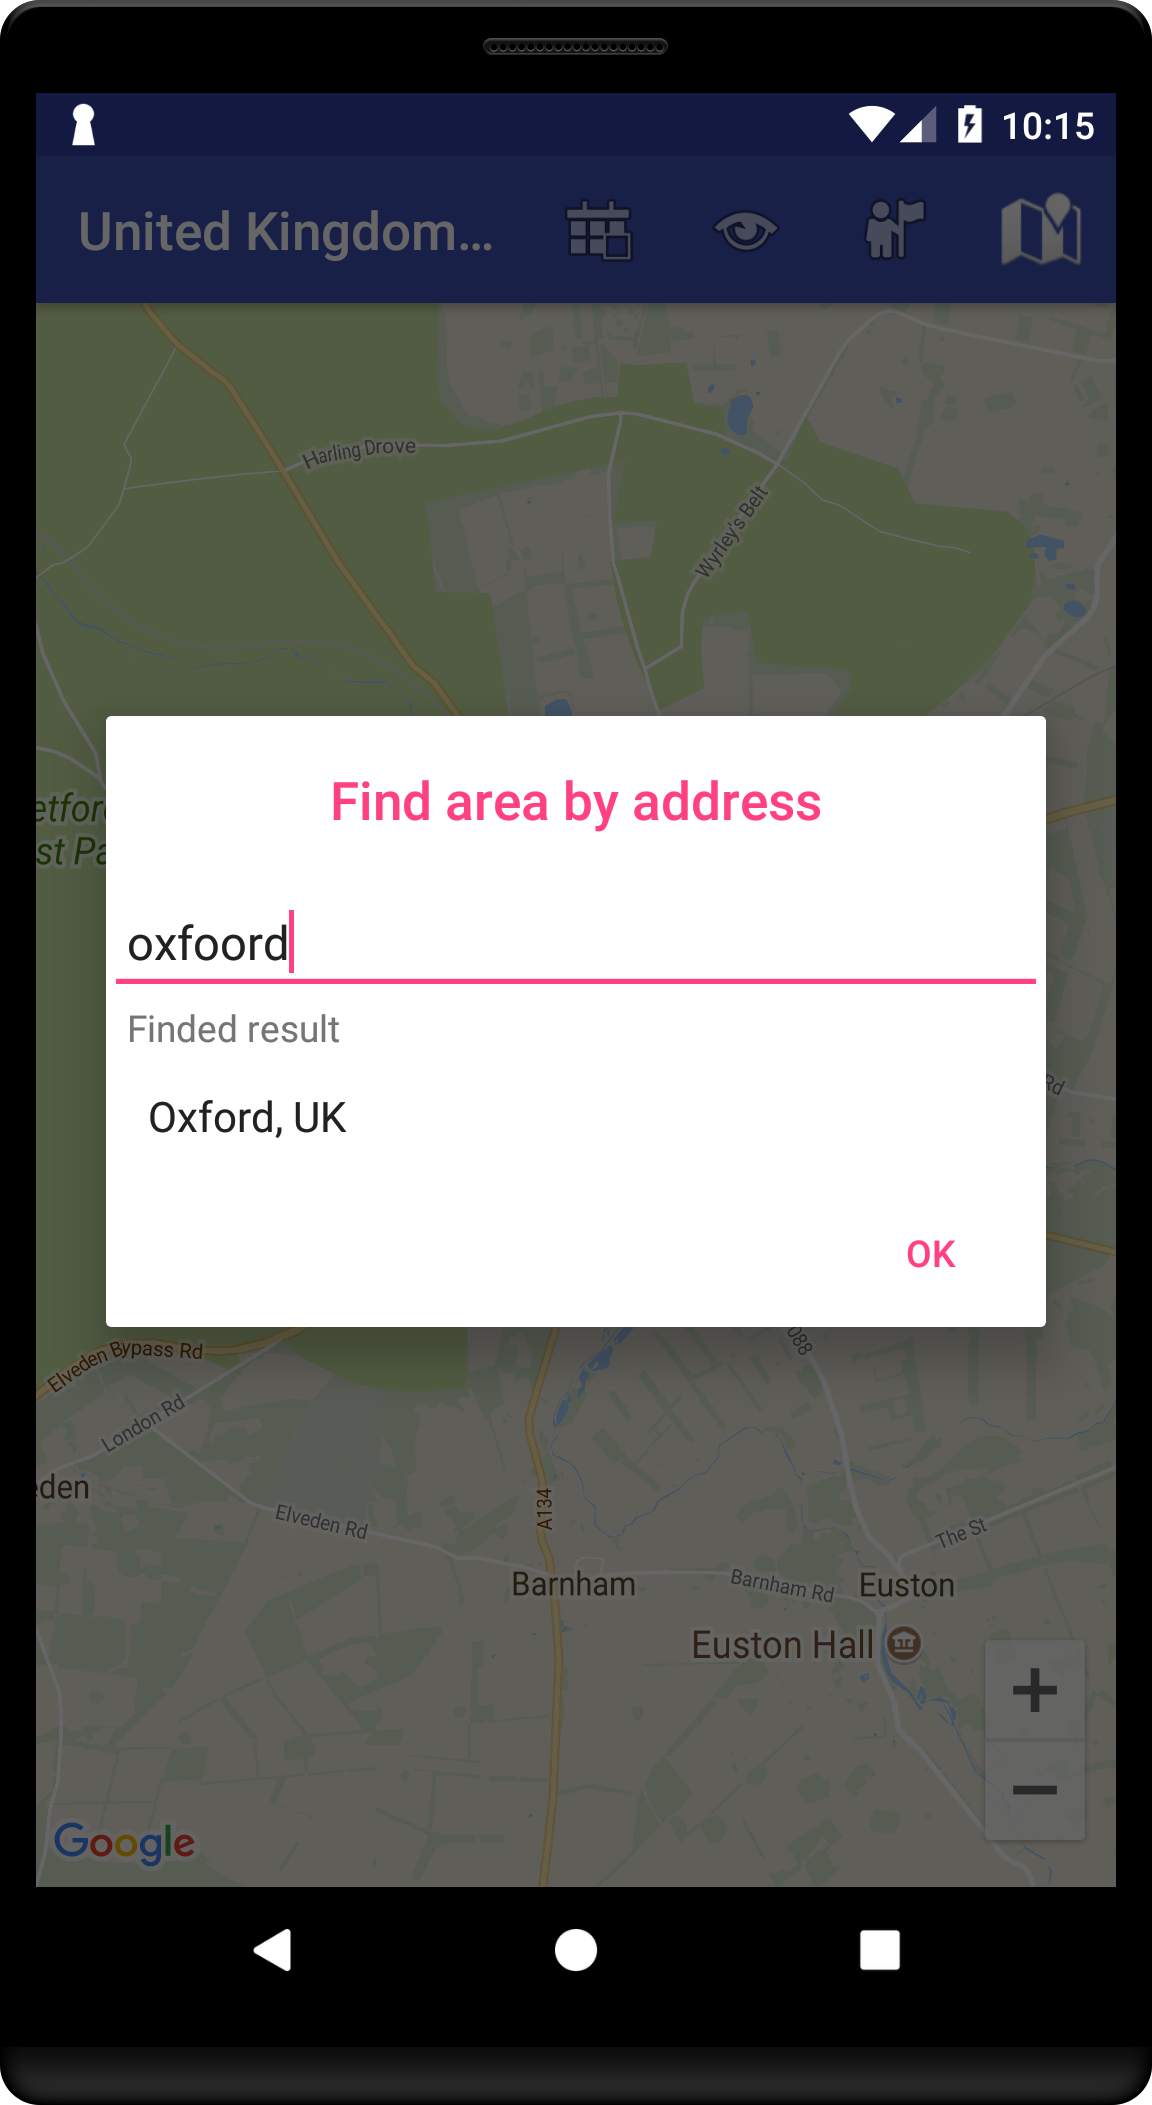 10:15
United Kingdom…
Harling Drove
Wyrley's Belt
Find area by address
etfor
st Pa
oxfoord
Finded result
Rd
Oxford, UK
OK
088
Elveden Bypass Rd
London Rd
eden
Elveden Rd
A134
The St
Barnham
Barnham Rd
Euston
Euston Hall
Google